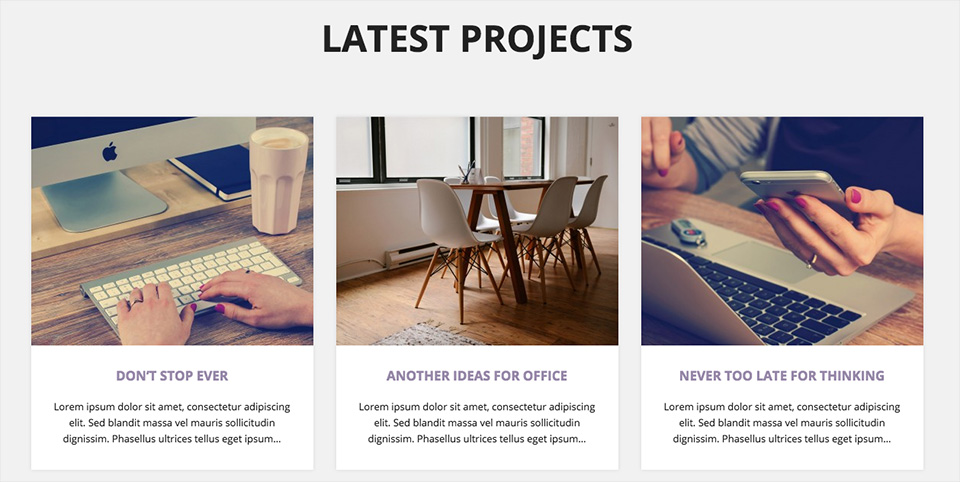 LATEST PROJECTS
DON'T STOP EVER
Lorem ipsum dolor sit amet, consectetur adipiscing
elit. Sed blandit massa vel mauris sollicitudin
dignissim. Phasellus ultrices tellus eget ipsum...
ANOTHER IDEAS FOR OFFICE
Lorem ipsum dolor sit amet, consectetur adipiscing
elit. Sed blandit massa vel mauris sollicitudin
dignissim. Phasellus ultrices tellus eget ipsum...
NEVER TOO LATE FOR THINKING
Lorem ipsum dolor sit amet, consectetur adipiscing
elit. Sed blandit massa vel mauris sollicitudin
dignissim. Phasellus ultrices tellus eget ipsum...